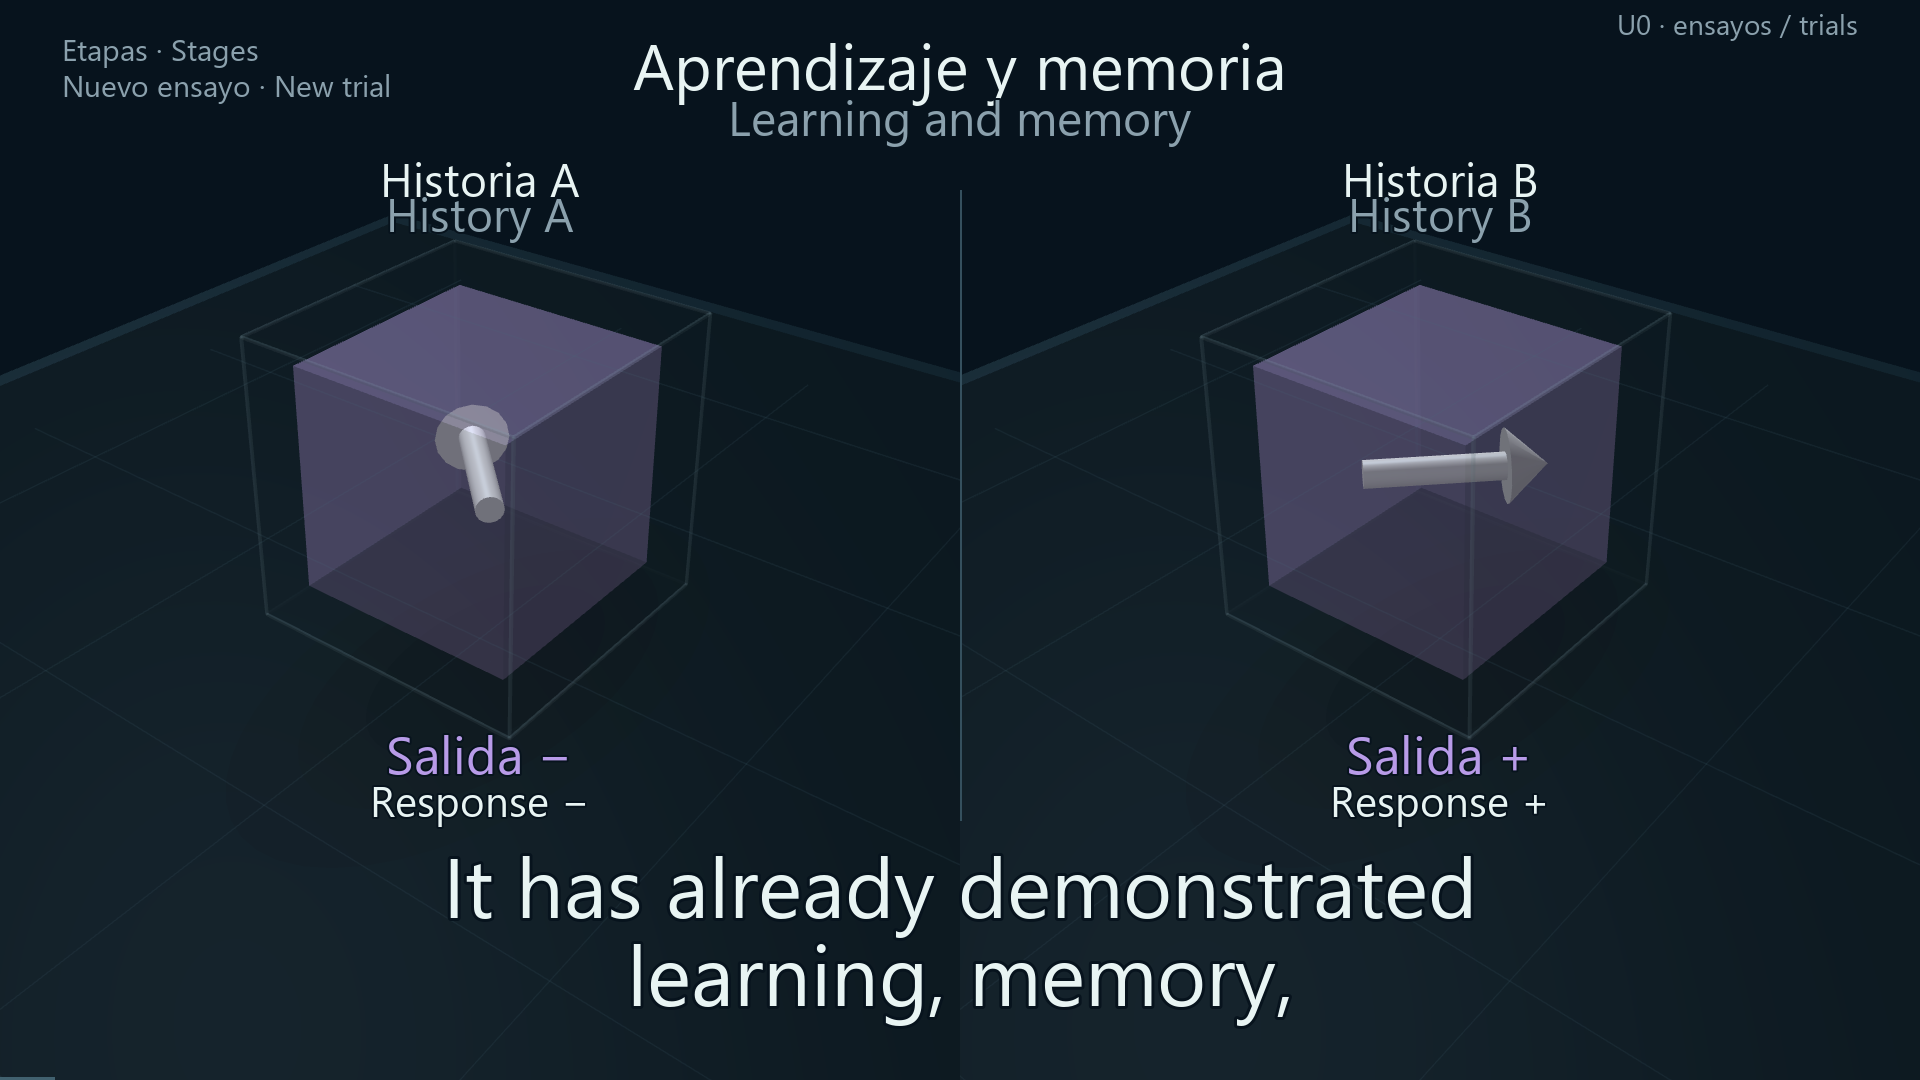 Etapas · Stages
Nuevo ensayo · New trial
U0 · ensayos / trials
Aprendizaje y memoria
Learning and memory
Historia A
History A
Historia B
History B
Salida −
Response −
Salida +
Response +
It has already demonstrated
learning, memory,